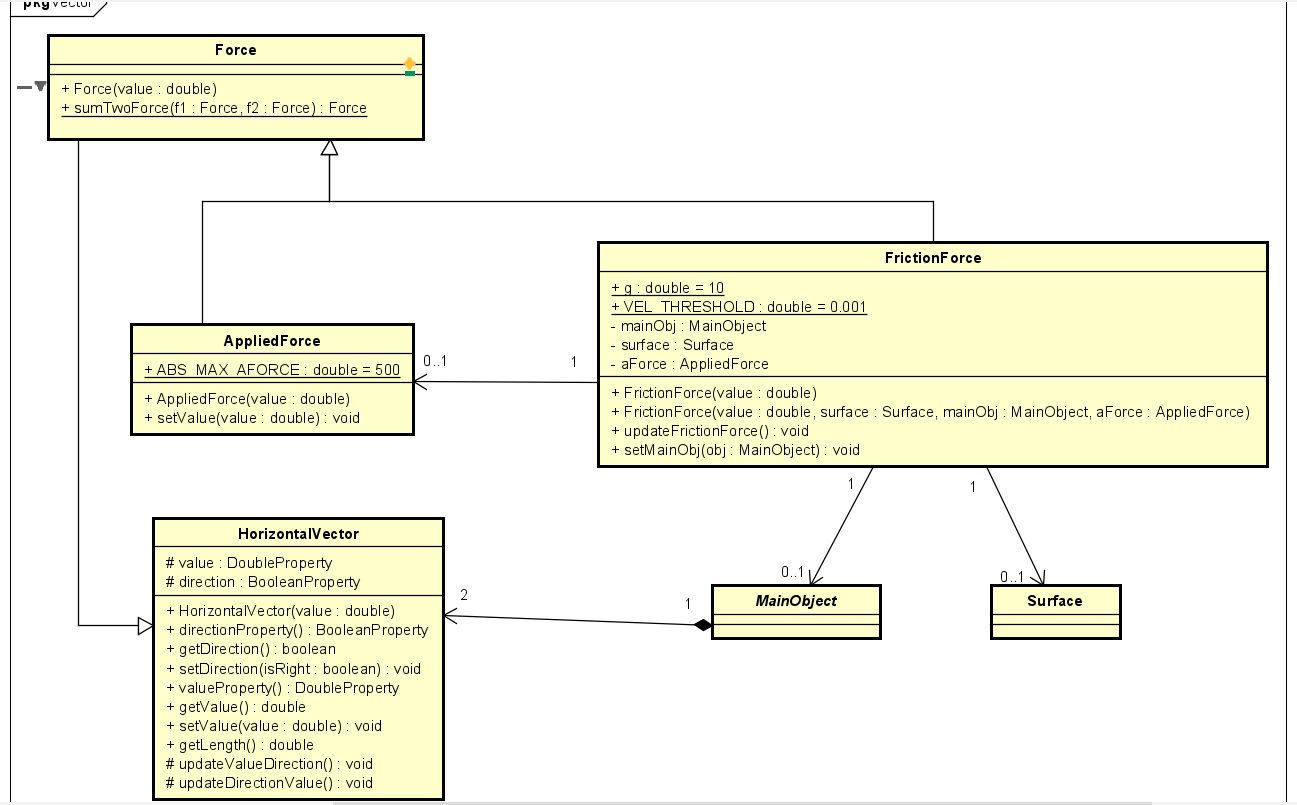 pkg Vector
Force
+ Force(value : double)
+ sumTwoForce(f1 : Force, f2 : Force) : Force
FrictionForce
+ g : double = 10
+ VEL_THRESHOLD : double = 0.001
- mainObj : MainObject
- surface : Surface
- aForce : AppliedForce
+ FrictionForce(value : double)
+ FrictionForce(value : double, surface : Surface, mainObj : MainObject, aForce : AppliedForce)
+ updateFrictionForce() : void
+ setMainObj(obj : MainObject) : void
AppliedForce
+ ABS_MAX_AFORCE : double = 500
+ AppliedForce(value : double)
+ setValue(value : double) : void
0..1
1
1
1
0..1
0..1
HorizontalVector
# value : DoubleProperty
# direction : BooleanProperty
+ HorizontalVector(value : double)
+ directionProperty() : BooleanProperty
+ getDirection() : boolean
+ setDirection(isRight : boolean) : void
+ valueProperty() : DoubleProperty
+ getValue() : double
+ setValue(value : double) : void
+ getLength() : double
# updateValueDirection() : void
# updateDirectionValue() : void
2
1
MainObject
Surface